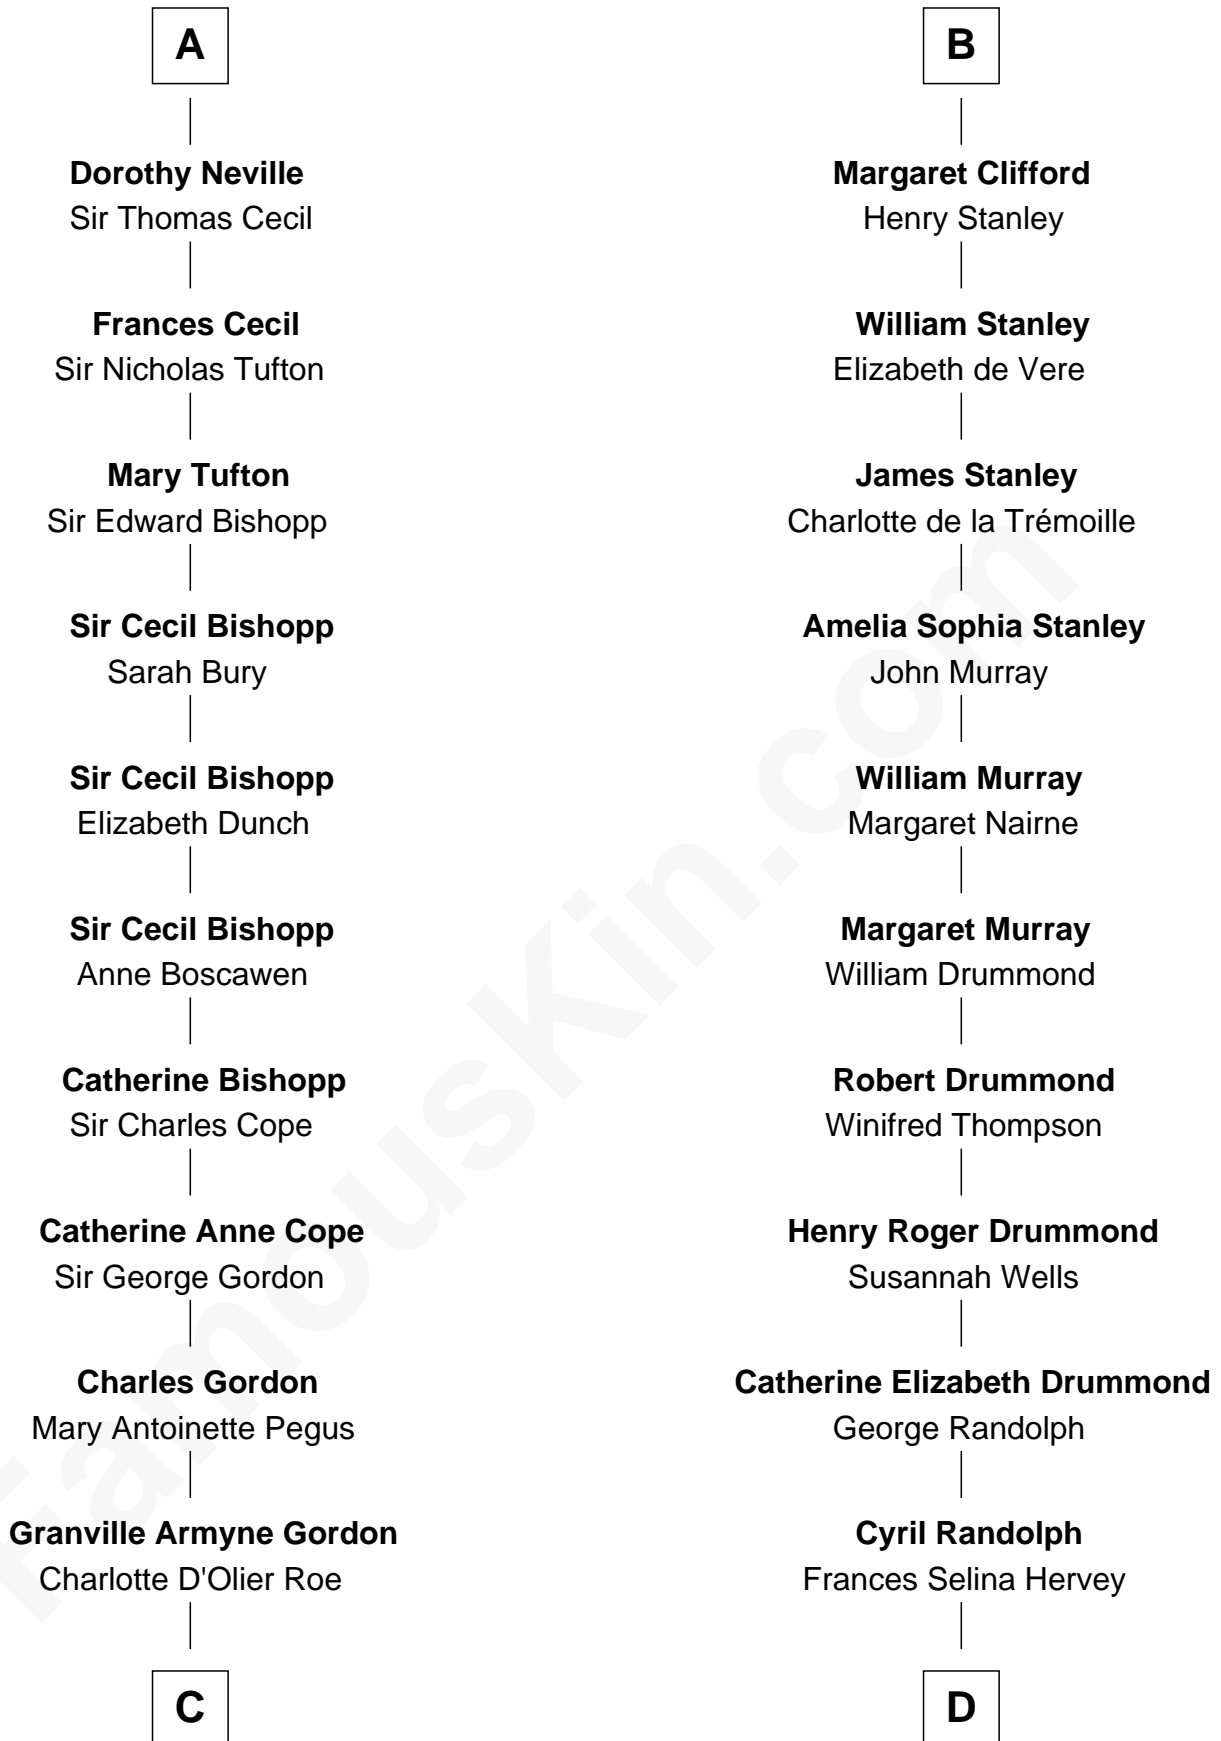 A
Dorothy Neville
Sir Thomas Cecil
Frances Cecil
Sir Nicholas Tufton
Mary Tufton
Sir Edward Bishopp
Sir Cecil Bishopp
Sarah Bury
Sir Cecil Bishopp
Elizabeth Dunch
Sir Cecil Bishopp
Anne Boscawen
Catherine Bishopp
Sir Charles Cope
Catherine Anne Cope
Sir George Gordon
Charles Gordon
Mary Antoinette Pegus
Granville Armyne Gordon
Charlotte D'Olier Roe
C
B
Margaret Clifford
Henry Stanley
William Stanley
Elizabeth de Vere
James Stanley
Charlotte de la Trémoille
Amelia Sophia Stanley
John Murray
William Murray
Margaret Nairne
Margaret Murray
William Drummond
Robert Drummond
Winifred Thompson
Henry Roger Drummond
Susannah Wells
Catherine Elizabeth Drummond
George Randolph
Cyril Randolph
Frances Selina Hervey
D
FamousKin.com